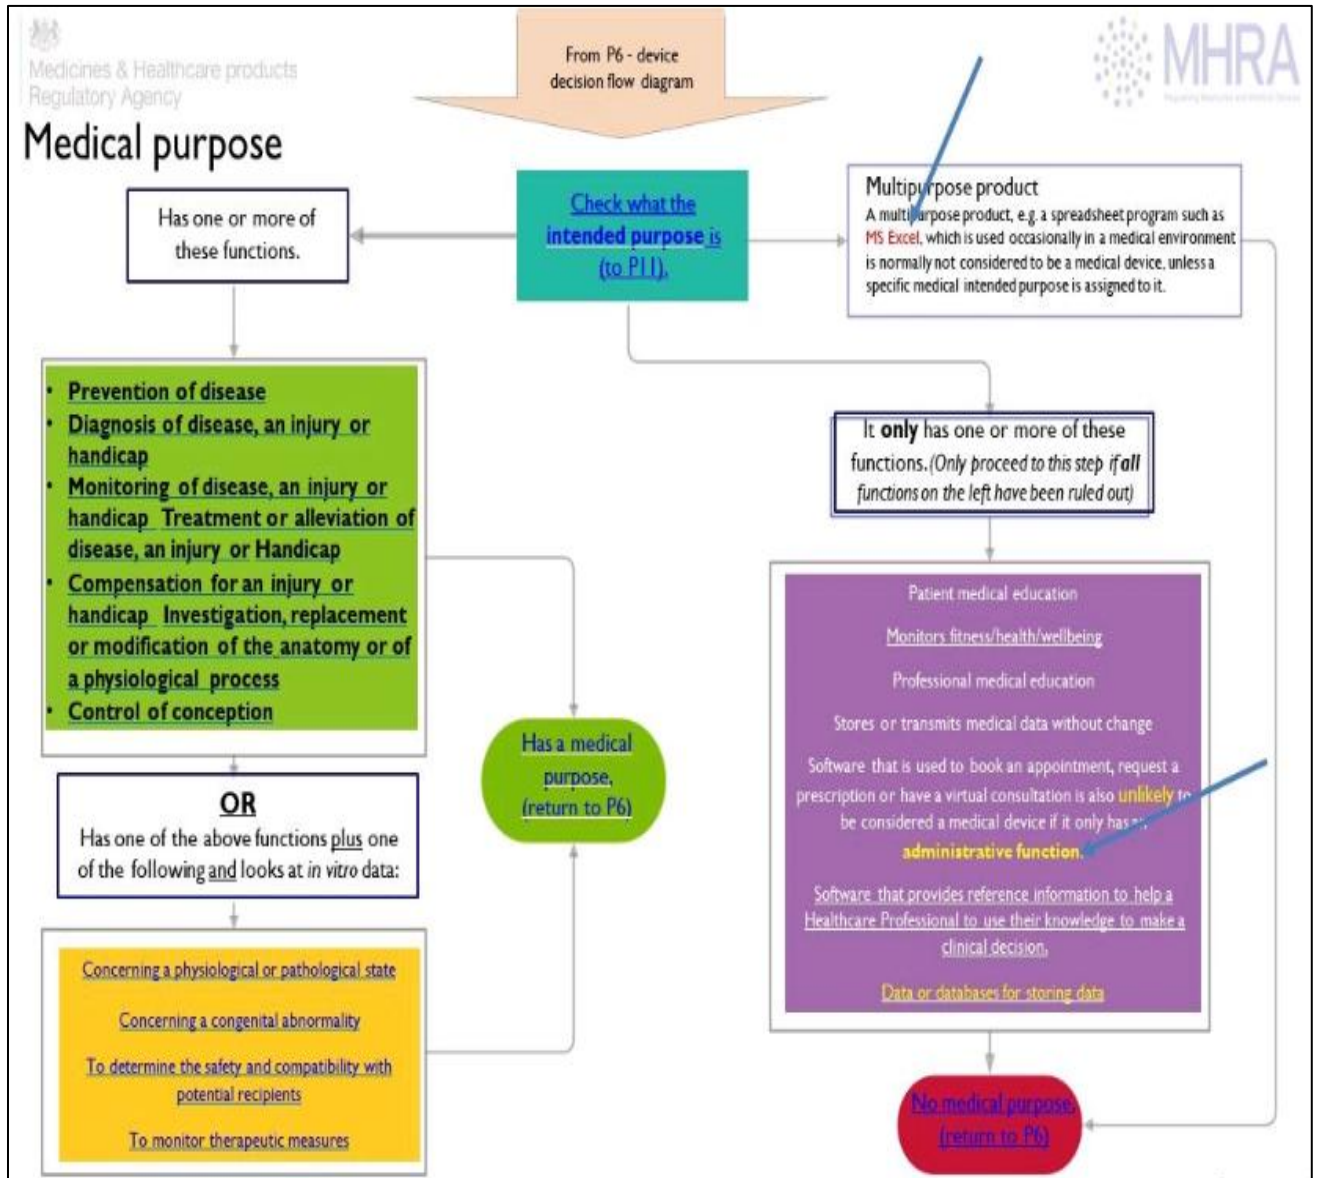 Medicines & Healthcare products
Regulatory Agency
From P6 - device
decision flow diagram
MHRA
Medical purpose
Has one or more of
these functions.
Check what the
intended purpose is
(to P11).
Multipurpose product
A multipurpose product, e.g. a spreadsheet program such as
MS Excel, which is used occasionally in a medical environment
is normally not considered to be a medical device, unless a
specific medical intended purpose is assigned to it.
• Prevention of disease
• Diagnosis of disease, an injury or
handicap
• Monitoring of disease, an injury or
handicap Treatment or alleviation of
disease, an injury or Handicap
• Compensation for an injury or
handicap Investigation, replacement
or modification of the anatomy or of
a physiological process
• Control of conception
It only has one or more of these
functions. (Only proceed to this step if all
functions on the left have been ruled out)
Patient medical education
Monitors fitness/health/wellbeing
Professional medical education
Stores or transmits medical data without change
Software that is used to book an appointment, request a
prescription or have a virtual consultation is also unlikely to
be considered a medical device if it only has an
administrative function.
Software that provides reference information to help a
Healthcare Professional to use their knowledge to make a
clinical decision.
Data or databases for storing data
Has a medical
purpose,
(return to P6)
OR
Has one of the above functions plus one
of the following and looks at in vitro data:
Concerning a physiological or pathological state
Concerning a congenital abnormality
To determine the safety and compatibility with
potential recipients
To monitor therapeutic measures
No medical purpose,
(return to P6)